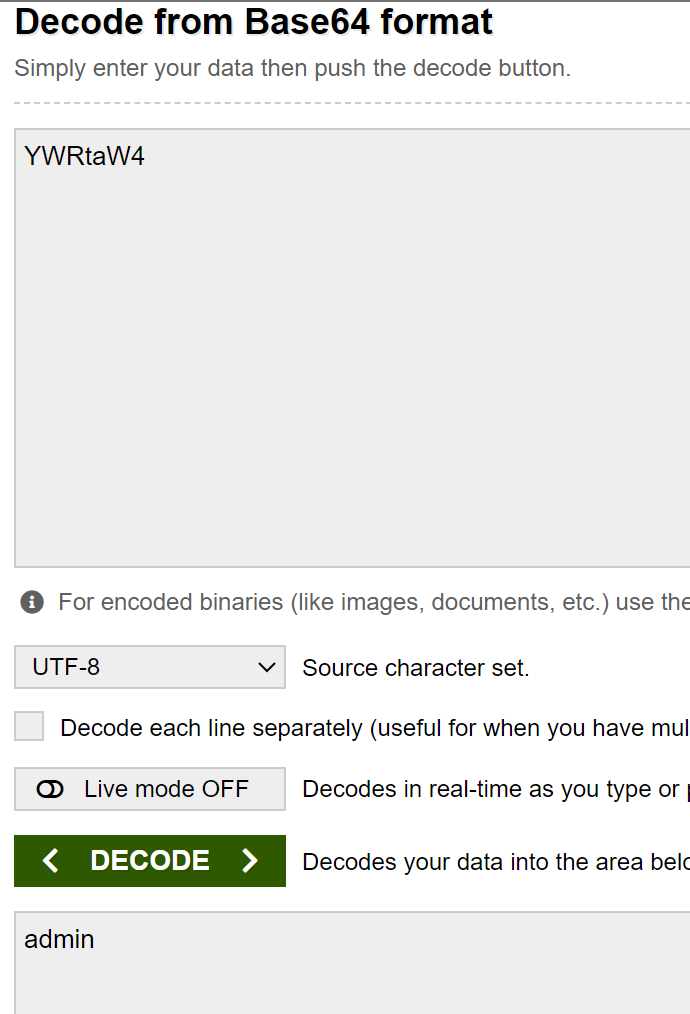 Decode from Base64 format
Simply enter your data then push the decode button.
YWRtaW4
For encoded binaries (like images, documents, etc.) use the
UTF-8 Source character set.
Decode each line separately (useful for when you have mul
Live mode OFF Decodes in real-time as you type or p
DECODE Decodes your data into the area belo
admin